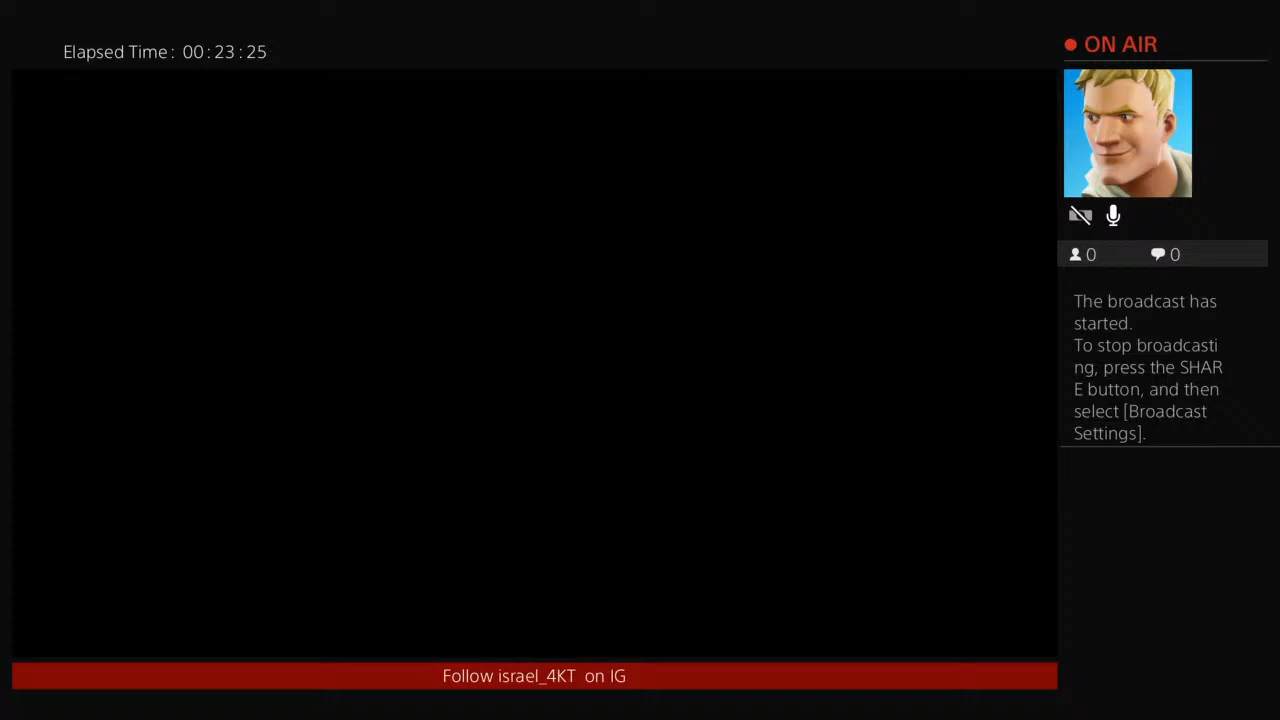 Elapsed Time: 00:23:25
ON AIR
0 0
The broadcast has
started.
To stop broadcasti
ng, press the SHAR
E button, and then
select [Broadcast
Settings].
Follow israel_4KT on IG